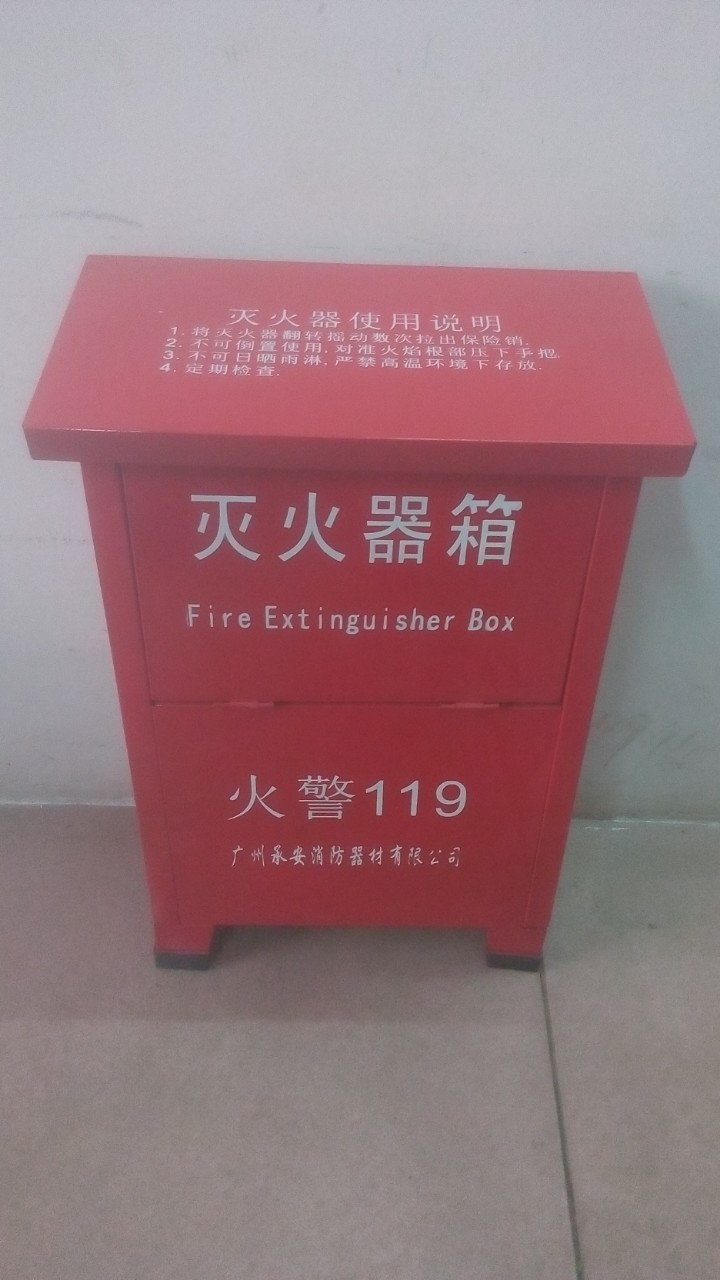 灭火器使用说明
1. 将灭火器翻转摇动数次拉出保险销.
2. 不可倒置使用,对准火焰根部压下手把.
3. 不可日晒雨淋,严禁高温环境下存放.
4. 定期检查.
灭火器箱
Fire Extinguisher Box
火警119
广州承安消防器材有限公司